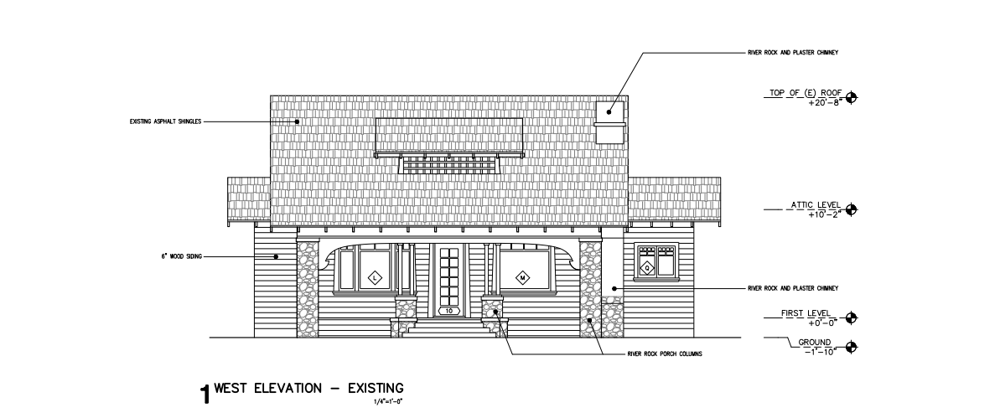 RIVER ROCK AND PLASTER CHIMNEY
TOP OF (E) ROOF
+20'-8"
EXISTING ASPHALT SHINGLES
ATTIC LEVEL
+10'-2"
6" WOOD SIDING
L
M
Q
RIVER ROCK AND PLASTER CHIMNEY
10
FIRST LEVEL
+0'-0"
GROUND
-1'-10"
RIVER ROCK PORCH COLUMNS
1 WEST ELEVATION - EXISTING
1/4"=1'-0"